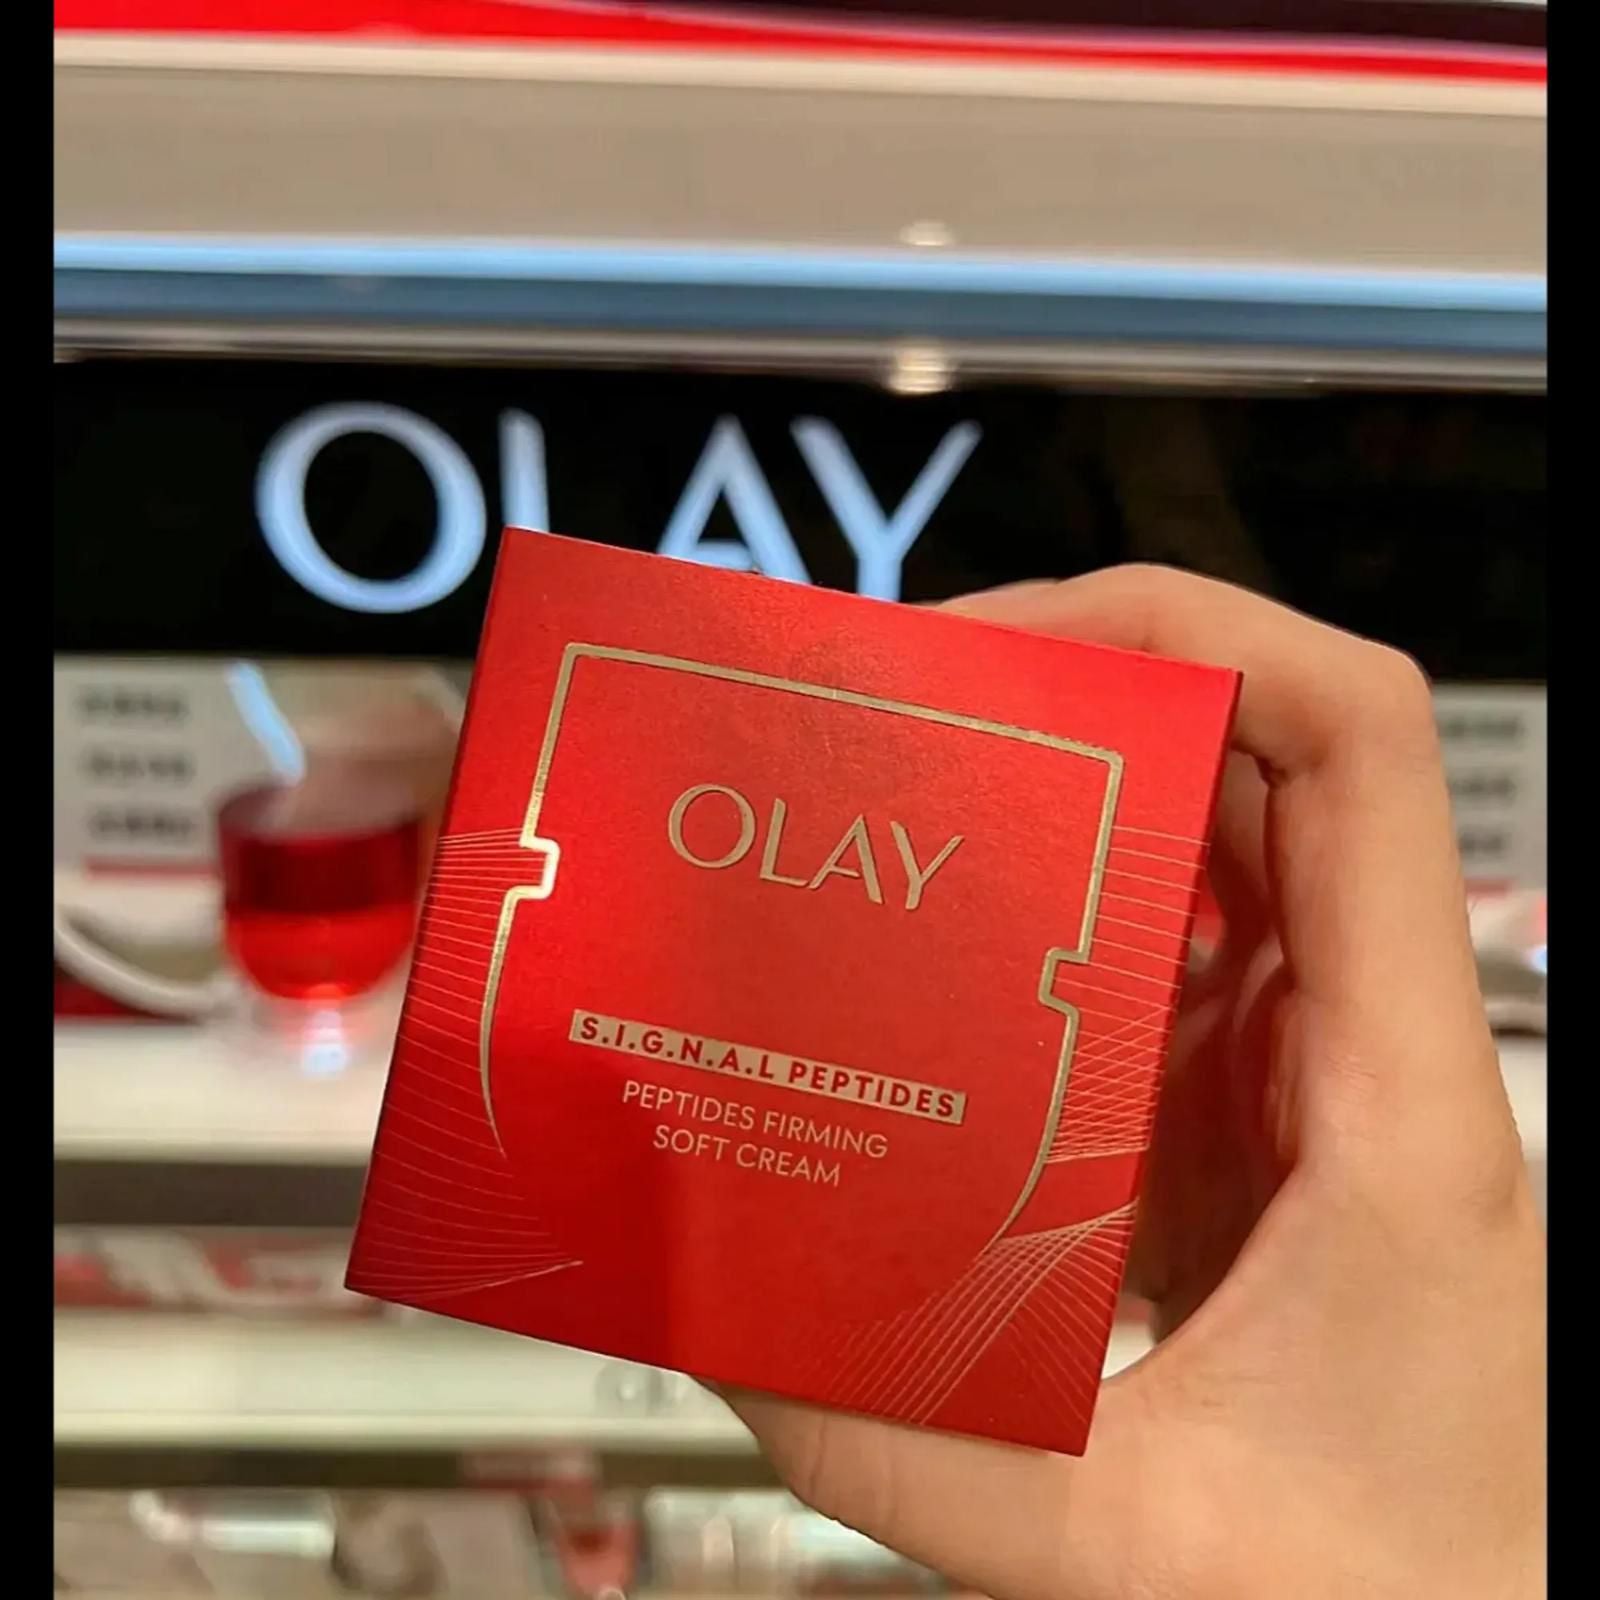 OLAY
OLAY
S.I.G.N.A.L PEPTIDES
PEPTIDES FIRMING
SOFT CREAM